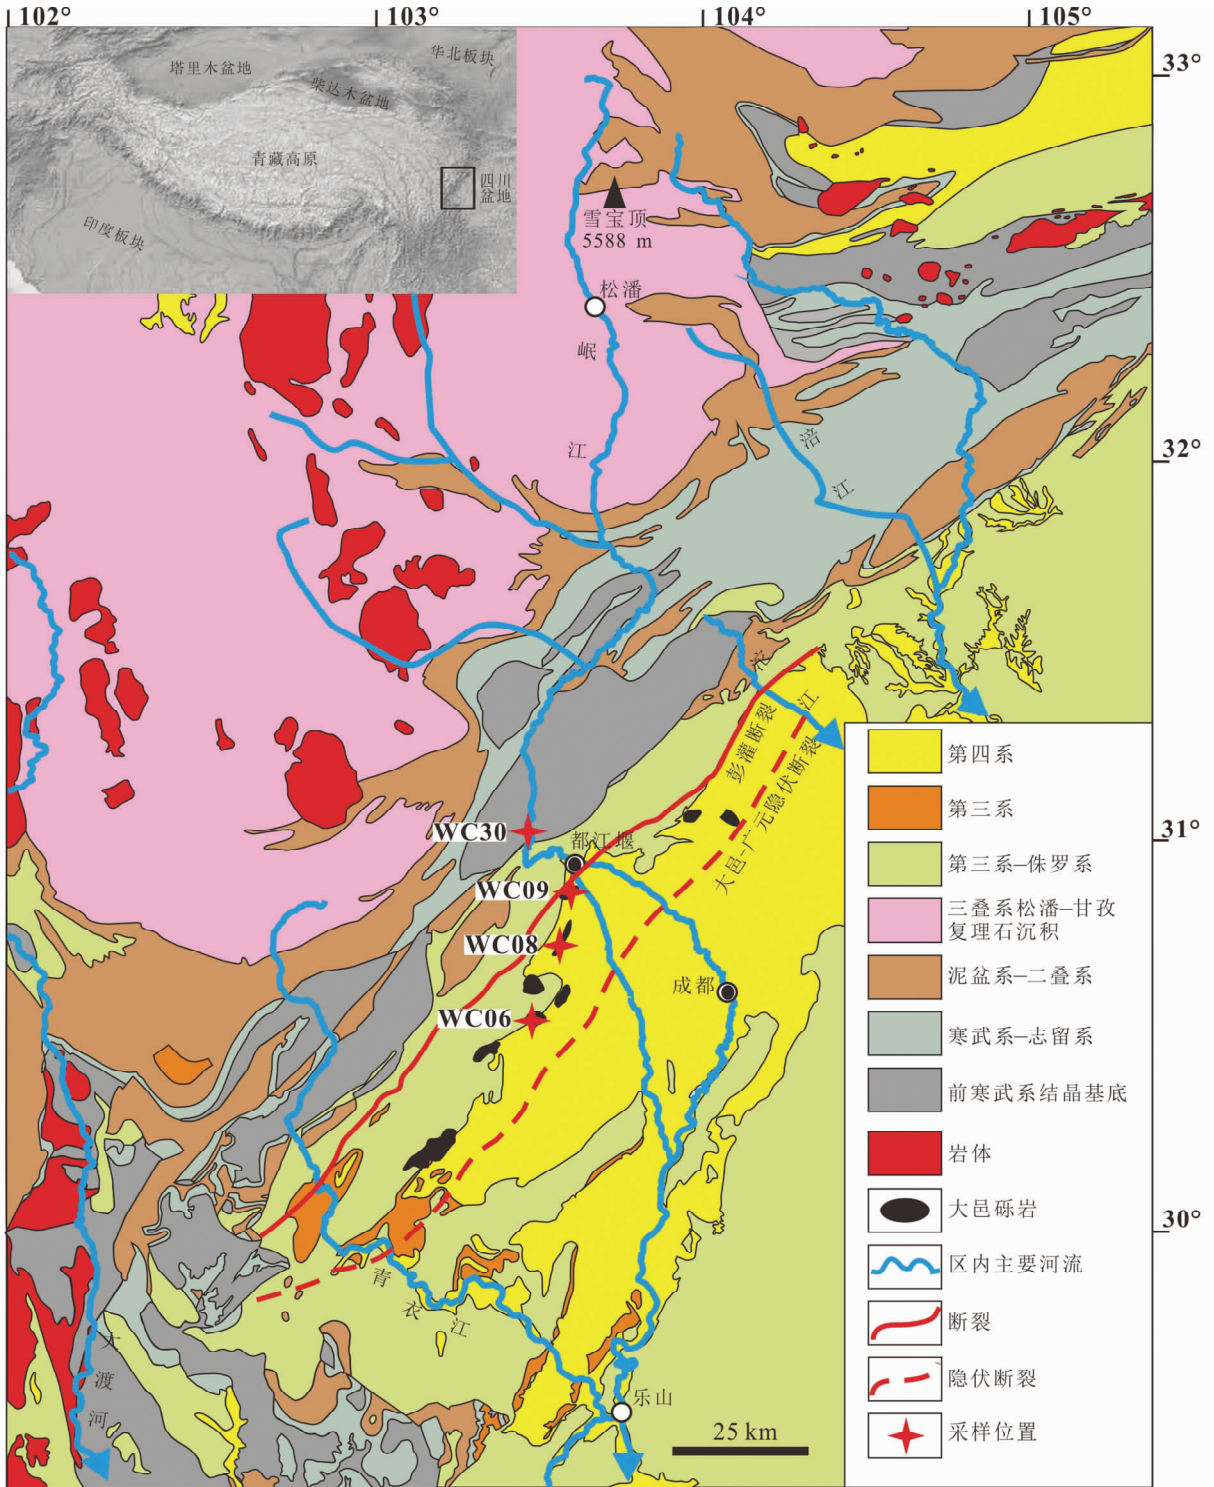 102°
103°
104°
105°
33°
32°
31°
30°
塔里木盆地
华北板块
柴达木盆地
青藏高原
四川
盆地
印度板块
雪宝顶
5588 m
松潘
岷
江
涪
江
沱
江
彭灌断裂
大邑-广元隐伏断裂
WC30
都江堰
WC09
WC08
成都
WC06
青
衣
江
大
渡
河
乐山
25 km
第四系
第三系
第三系—侏罗系
三叠系松潘—甘孜
复理石沉积
泥盆系—二叠系
寒武系—志留系
前寒武系结晶基底
岩体
大邑砾岩
区内主要河流
断裂
隐伏断裂
采样位置